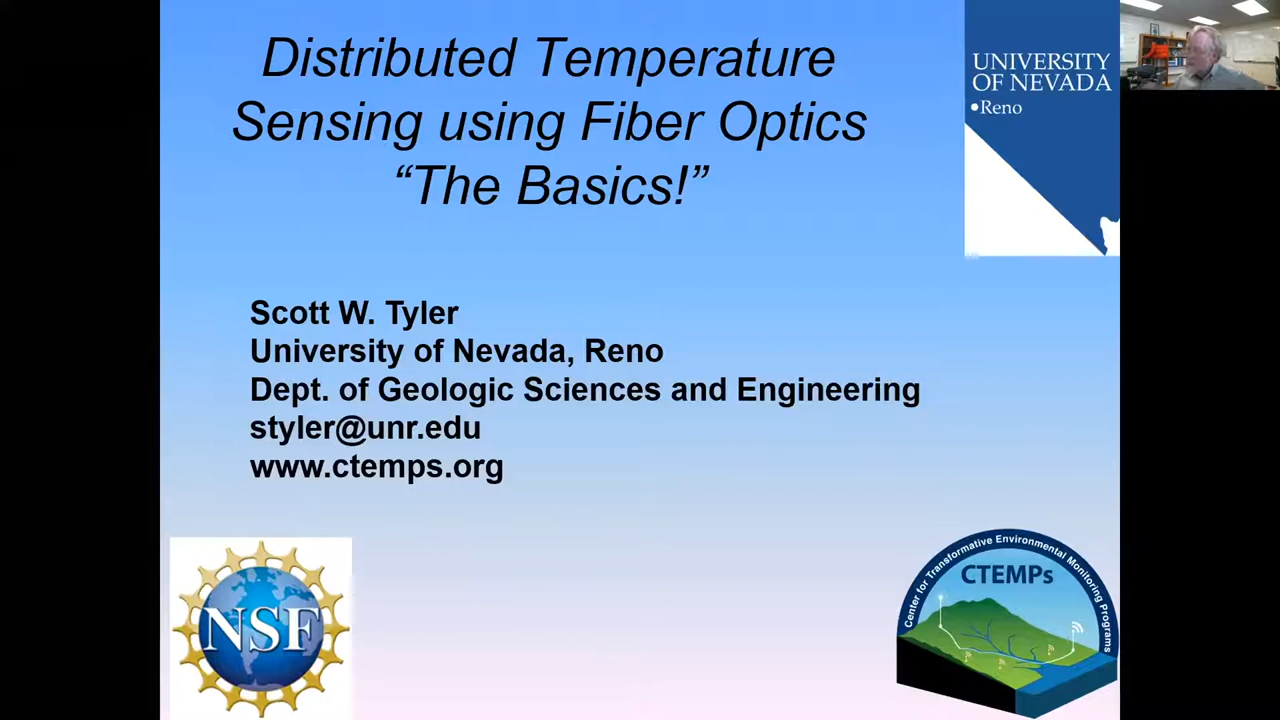 Distributed Temperature
Sensing using Fiber Optics
“The Basics!”
UNIVERSITY
OF NEVADA
•Reno
Scott W. Tyler
University of Nevada, Reno
Dept. of Geologic Sciences and Engineering
styler@unr.edu
www.ctemps.org
NSF
Center for Transformative Environmental Monitoring Programs
CTEMPs